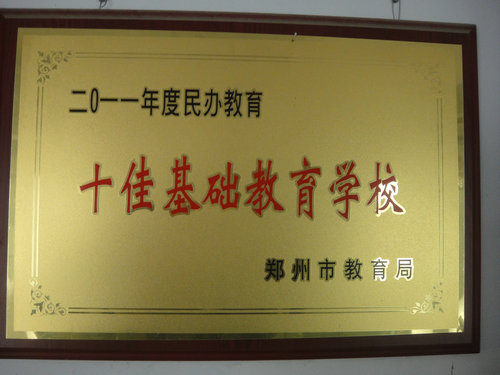 二0一一年度民办教育
十佳基础教育学校
郑州市教育局